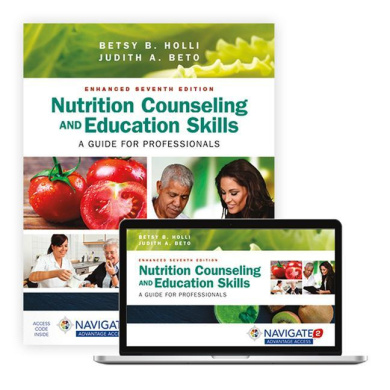 BETSY B. HOLLI
JUDITH A. BETO
ENHANCED SEVENTH EDITION
Nutrition Counseling
AND Education Skills
A GUIDE FOR PROFESSIONALS
ACCESS
CODE
INSIDE
NAVIGATE
ADVANTAGE ACCESS
BETSY B. HOLLI
JUDITH A. BETO
ENHANCED SEVENTH EDITION
Nutrition Counseling
AND Education Skills
A GUIDE FOR PROFESSIONALS
NAVIGATE 2
ADVANTAGE ACCESS